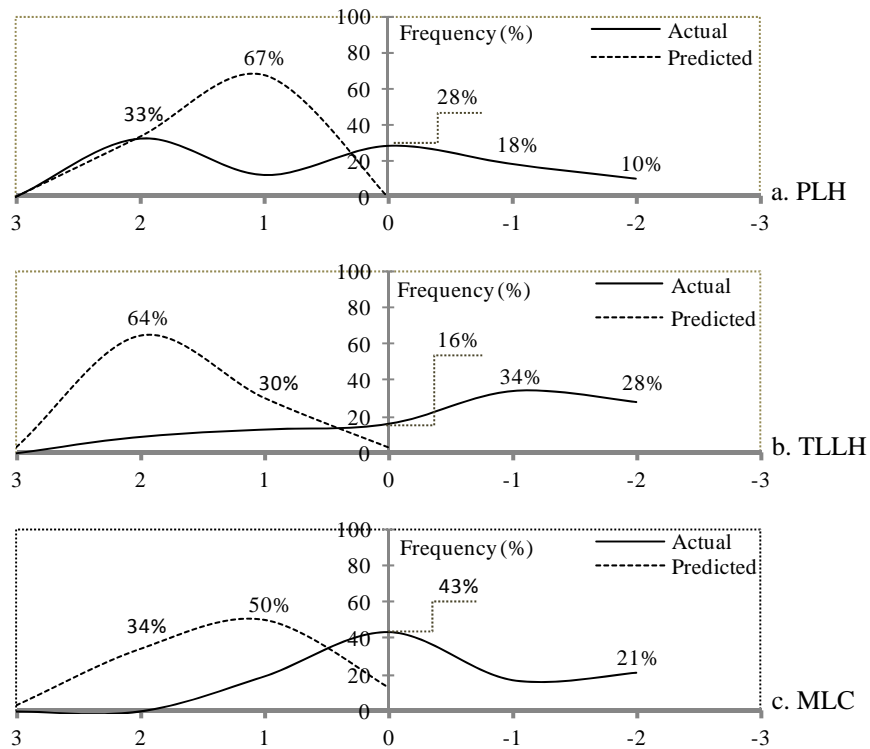 100
Frequency (%)
Actual
80
67%
Predicted
60
33%
28%
40
18%
20
10%
0
a. PLH
3 2 1 0 -1 -2 -3
100
Frequency (%)
Actual
80
64%
Predicted
16%
60
30%
34%
28%
40
20
0
b. TLLH
3 2 1 0 -1 -2 -3
100
Frequency (%)
Actual
80
Predicted
43%
60
50%
34%
40
21%
20
0
c. MLC
3 2 1 0 -1 -2 -3